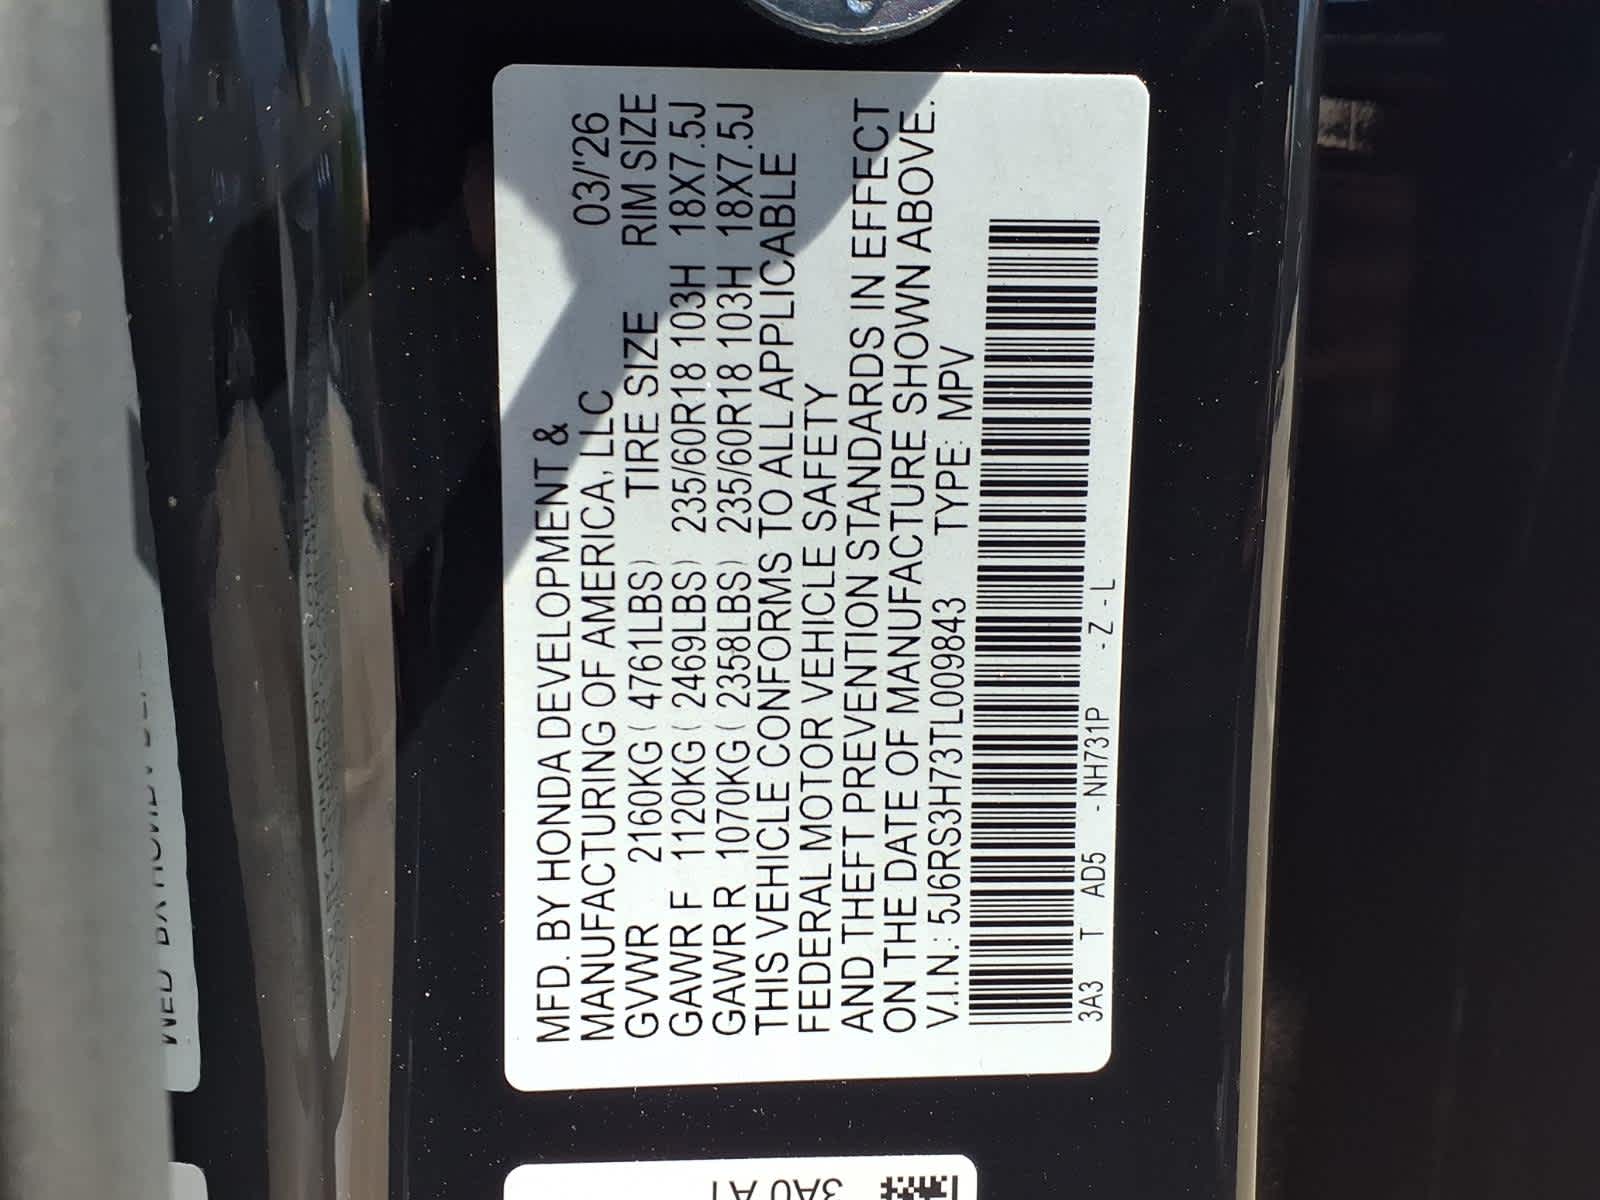 MFD. BY HONDA DEVELOPMENT &
MANUFACTURING OF AMERICA, LLC 03/'26
GVWR 2160KG ( 4761LBS) TIRE SIZE RIM SIZE
GAWR F 1120KG ( 2469LBS) 235/60R18 103H 18X7.5J
GAWR R 1070KG ( 2358LBS) 235/60R18 103H 18X7.5J
THIS VEHICLE CONFORMS TO ALL APPLICABLE
FEDERAL MOTOR VEHICLE SAFETY
AND THEFT PREVENTION STANDARDS IN EFFECT
ON THE DATE OF MANUFACTURE SHOWN ABOVE.
V.I.N.: 5J6RS3H73TL009843 TYPE: MPV
3A3 T AD5 - NH731P - Z - L
3A0 A1